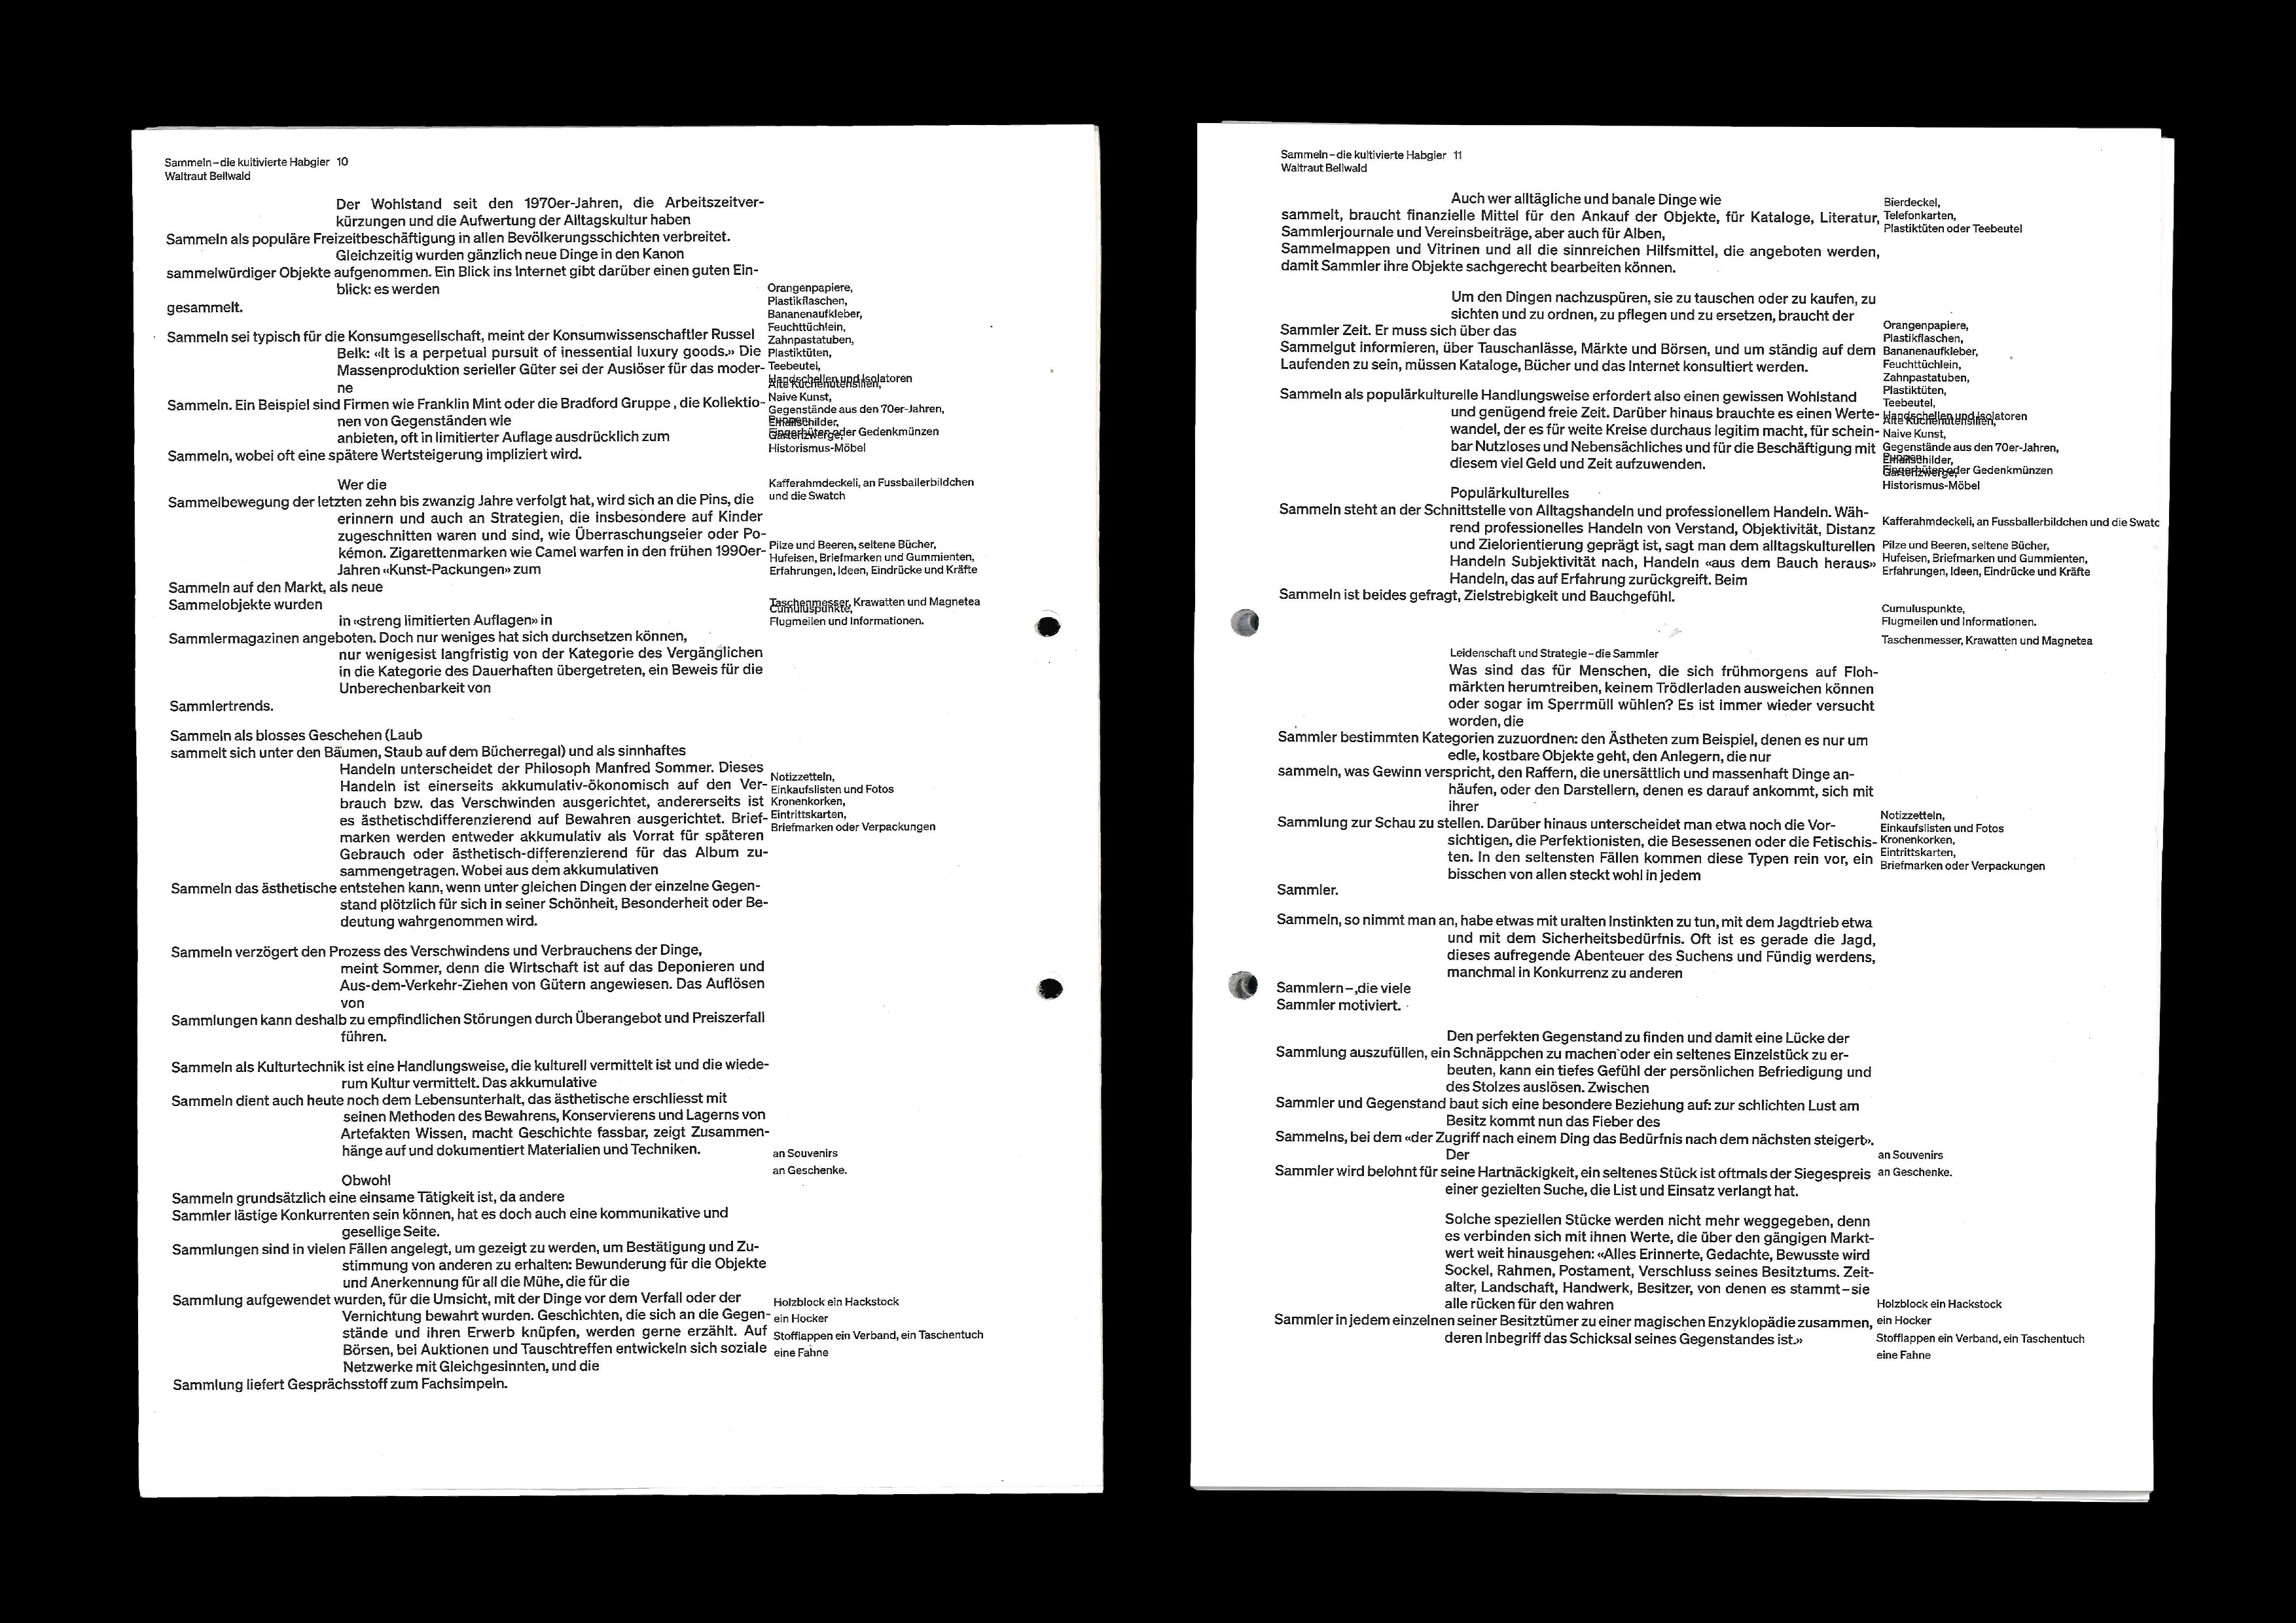 Sammeln – die kultivierte Habgier 10
Waltraut Bellwald
Der Wohlstand seit den 1970er-Jahren, die Arbeitszeitver-
kürzungen und die Aufwertung der Alltagskultur haben
Sammeln als populäre Freizeitbeschäftigung in allen Bevölkerungsschichten verbreitet.
Gleichzeitig wurden gänzlich neue Dinge in den Kanon
sammelwürdiger Objekte aufgenommen. Ein Blick ins Internet gibt darüber einen guten Ein-
blick: es werden
gesammelt.
Sammeln sei typisch für die Konsumgesellschaft, meint der Konsumwissenschaftler Russel
Belk: «It is a perpetual pursuit of inessential luxury goods.» Die
Massenproduktion serieller Güter sei der Auslöser für das moder-
ne
Sammeln. Ein Beispiel sind Firmen wie Franklin Mint oder die Bradford Gruppe , die Kollektio-
nen von Gegenständen wie
anbieten, oft in limitierter Auflage ausdrücklich zum
Sammeln, wobei oft eine spätere Wertsteigerung impliziert wird.
Wer die
Sammelbewegung der letzten zehn bis zwanzig Jahre verfolgt hat, wird sich an die Pins, die
erinnern und auch an Strategien, die insbesondere auf Kinder
zugeschnitten waren und sind, wie Überraschungseier oder Po-
kémon. Zigarettenmarken wie Camel warfen in den frühen 1990er-
Jahren «Kunst-Packungen» zum
Sammeln auf den Markt, als neue
Sammelobjekte wurden
in «streng limitierten Auflagen» in
Sammlermagazinen angeboten. Doch nur weniges hat sich durchsetzen können,
nur wenigesist langfristig von der Kategorie des Vergänglichen
in die Kategorie des Dauerhaften übergetreten, ein Beweis für die
Unberechenbarkeit von
Sammlertrends.
Sammeln als blosses Geschehen (Laub
sammelt sich unter den Bäumen, Staub auf dem Bücherregal) und als sinnhaftes
Handeln unterscheidet der Philosoph Manfred Sommer. Dieses
Handeln ist einerseits akkumulativ-ökonomisch auf den Ver-
brauch bzw. das Verschwinden ausgerichtet, andererseits ist
es ästhetischdifferenzierend auf Bewahren ausgerichtet. Brief-
marken werden entweder akkumulativ als Vorrat für späteren
Gebrauch oder ästhetisch-differenzierend für das Album zu-
sammengetragen. Wobei aus dem akkumulativen
Sammeln das ästhetische entstehen kann, wenn unter gleichen Dingen der einzelne Gegen-
stand plötzlich für sich in seiner Schönheit, Besonderheit oder Be-
deutung wahrgenommen wird.
Sammeln verzögert den Prozess des Verschwindens und Verbrauchens der Dinge,
meint Sommer, denn die Wirtschaft ist auf das Deponieren und
Aus-dem-Verkehr-Ziehen von Gütern angewiesen. Das Auflösen
von
Sammlungen kann deshalb zu empfindlichen Störungen durch Überangebot und Preiszerfall
führen.
Sammeln als Kulturtechnik ist eine Handlungsweise, die kulturell vermittelt ist und die wiede-
rum Kultur vermittelt. Das akkumulative
Sammeln dient auch heute noch dem Lebensunterhalt, das ästhetische erschliesst mit
seinen Methoden des Bewahrens, Konservierens und Lagerns von
Artefakten Wissen, macht Geschichte fassbar, zeigt Zusammen-
hänge auf und dokumentiert Materialien und Techniken.
Obwohl
Sammeln grundsätzlich eine einsame Tätigkeit ist, da andere
Sammler lästige Konkurrenten sein können, hat es doch auch eine kommunikative und
gesellige Seite.
Sammlungen sind in vielen Fällen angelegt, um gezeigt zu werden, um Bestätigung und Zu-
stimmung von anderen zu erhalten: Bewunderung für die Objekte
und Anerkennung für all die Mühe, die für die
Sammlung aufgewendet wurden, für die Umsicht, mit der Dinge vor dem Verfall oder der
Vernichtung bewahrt wurden. Geschichten, die sich an die Gegen-
stände und ihren Erwerb knüpfen, werden gerne erzählt. Auf
Börsen, bei Auktionen und Tauschtreffen entwickeln sich soziale
Netzwerke mit Gleichgesinnten, und die
Sammlung liefert Gesprächsstoff zum Fachsimpeln.
Orangenpapiere,
Plastikflaschen,
Bananenaufkleber,
Feuchttüchlein,
Zahnpastatuben,
Plastiktüten,
Teebeutel,
Handschellen und Isolatoren
Alte Küchenutensilien,
Naive Kunst,
Gegenstände aus den 70er-Jahren,
Puppen,
Emailschilder,
Fingerhüten oder Gedenkmünzen
Gartenzwerge,
Historismus-Möbel
Kafferahmdeckeli, an Fussballerbildchen
und die Swatch
Pilze und Beeren, seltene Bücher,
Hufeisen, Briefmarken und Gummienten,
Erfahrungen, Ideen, Eindrücke und Kräfte
Taschenmesser, Krawatten und Magnetea
Cumuluspunkte,
Flugmeilen und Informationen.
Notizzetteln,
Einkaufslisten und Fotos
Kronenkorken,
Eintrittskarten,
Briefmarken oder Verpackungen
an Souvenirs
an Geschenke.
Holzblock ein Hackstock
ein Hocker
Stofflappen ein Verband, ein Taschentuch
eine Fahne
Sammeln – die kultivierte Habgier 11
Waltraut Bellwald
Auch wer alltägliche und banale Dinge wie
sammelt, braucht finanzielle Mittel für den Ankauf der Objekte, für Kataloge, Literatur,
Sammlerjournale und Vereinsbeiträge, aber auch für Alben,
Sammelmappen und Vitrinen und all die sinnreichen Hilfsmittel, die angeboten werden,
damit Sammler ihre Objekte sachgerecht bearbeiten können.
Um den Dingen nachzuspüren, sie zu tauschen oder zu kaufen, zu
sichten und zu ordnen, zu pflegen und zu ersetzen, braucht der
Sammler Zeit. Er muss sich über das
Sammelgut informieren, über Tauschanlässe, Märkte und Börsen, und um ständig auf dem
Laufenden zu sein, müssen Kataloge, Bücher und das Internet konsultiert werden.
Sammeln als populärkulturelle Handlungsweise erfordert also einen gewissen Wohlstand
und genügend freie Zeit. Darüber hinaus brauchte es einen Werte-
wandel, der es für weite Kreise durchaus legitim macht, für schein-
bar Nutzloses und Nebensächliches und für die Beschäftigung mit
diesem viel Geld und Zeit aufzuwenden.
Populärkulturelles
Sammeln steht an der Schnittstelle von Alltagshandeln und professionellem Handeln. Wäh-
rend professionelles Handeln von Verstand, Objektivität, Distanz
und Zielorientierung geprägt ist, sagt man dem alltagskulturellen
Handeln Subjektivität nach, Handeln «aus dem Bauch heraus»
Handeln, das auf Erfahrung zurückgreift. Beim
Sammeln ist beides gefragt, Zielstrebigkeit und Bauchgefühl.
Leidenschaft und Strategie – die Sammler
Was sind das für Menschen, die sich frühmorgens auf Floh-
märkten herumtreiben, keinem Trödlerladen ausweichen können
oder sogar im Sperrmüll wühlen? Es ist immer wieder versucht
worden, die
Sammler bestimmten Kategorien zuzuordnen: den Ästheten zum Beispiel, denen es nur um
edle, kostbare Objekte geht, den Anlegern, die nur
sammeln, was Gewinn verspricht, den Raffern, die unersättlich und massenhaft Dinge an-
häufen, oder den Darstellern, denen es darauf ankommt, sich mit
ihrer
Sammlung zur Schau zu stellen. Darüber hinaus unterscheidet man etwa noch die Vor-
sichtigen, die Perfektionisten, die Besessenen oder die Fetischis-
ten. In den seltensten Fällen kommen diese Typen rein vor, ein
bisschen von allen steckt wohl in jedem
Sammler.
Sammeln, so nimmt man an, habe etwas mit uralten Instinkten zu tun, mit dem Jagdtrieb etwa
und mit dem Sicherheitsbedürfnis. Oft ist es gerade die Jagd,
dieses aufregende Abenteuer des Suchens und Fündig werdens,
manchmal in Konkurrenz zu anderen
Sammlern – ,die viele
Sammler motiviert.
Den perfekten Gegenstand zu finden und damit eine Lücke der
Sammlung auszufüllen, ein Schnäppchen zu machen oder ein seltenes Einzelstück zu er-
beuten, kann ein tiefes Gefühl der persönlichen Befriedigung und
des Stolzes auslösen. Zwischen
Sammler und Gegenstand baut sich eine besondere Beziehung auf: zur schlichten Lust am
Besitz kommt nun das Fieber des
Sammelns, bei dem «der Zugriff nach einem Ding das Bedürfnis nach dem nächsten steigert».
Der
Sammler wird belohnt für seine Hartnäckigkeit, ein seltenes Stück ist oftmals der Siegespreis
einer gezielten Suche, die List und Einsatz verlangt hat.
Solche speziellen Stücke werden nicht mehr weggegeben, denn
es verbinden sich mit ihnen Werte, die über den gängigen Markt-
wert weit hinausgehen: «Alles Erinnerte, Gedachte, Bewusste wird
Sockel, Rahmen, Postament, Verschluss seines Besitztums. Zeit-
alter, Landschaft, Handwerk, Besitzer, von denen es stammt – sie
alle rücken für den wahren
Sammler in jedem einzelnen seiner Besitztümer zu einer magischen Enzyklopädie zusammen,
deren Inbegriff das Schicksal seines Gegenstandes ist.»
Bierdeckel,
Telefonkarten,
Plastiktüten oder Teebeutel
Orangenpapiere,
Plastikflaschen,
Bananenaufkleber,
Feuchttüchlein,
Zahnpastatuben,
Plastiktüten,
Teebeutel,
Handschellen und Isolatoren
Alte Küchenutensilien,
Naive Kunst,
Gegenstände aus den 70er-Jahren,
Puppen,
Emailschilder,
Fingerhüten oder Gedenkmünzen
Gartenzwerge,
Historismus-Möbel
Kafferahmdeckeli, an Fussballerbildchen und die Swatc
Pilze und Beeren, seltene Bücher,
Hufeisen, Briefmarken und Gummienten,
Erfahrungen, Ideen, Eindrücke und Kräfte
Cumuluspunkte,
Flugmeilen und Informationen.
Taschenmesser, Krawatten und Magnetea
Notizzetteln,
Einkaufslisten und Fotos
Kronenkorken,
Eintrittskarten,
Briefmarken oder Verpackungen
an Souvenirs
an Geschenke.
Holzblock ein Hackstock
ein Hocker
Stofflappen ein Verband, ein Taschentuch
eine Fahne